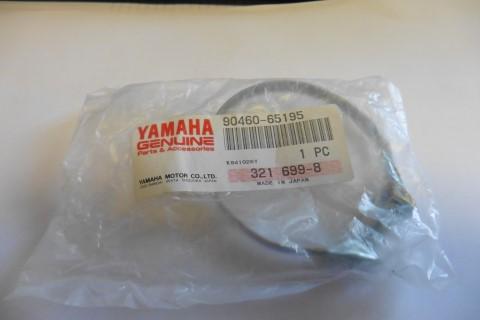 YAMAHA
GENUINE
Parts & Accessories
90460-65195
1 PC
321 699-8
MADE IN JAPAN
YAMAHA MOTOR CO.,LTD.